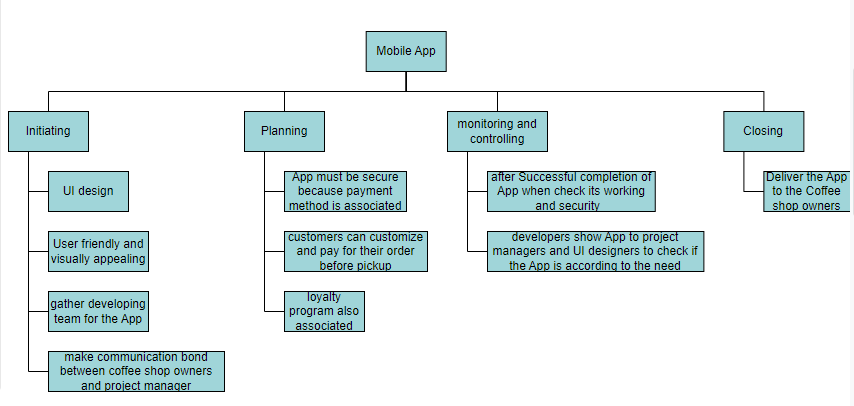 Mobile App
Initiating
Planning
monitoring and
controlling
Closing
UI design
User friendly and
visually appealing
gather developing
team for the App
make communication bond
between coffee shop owners
and project manager
App must be secure
because payment
method is associated
customers can customize
and pay for their order
before pickup
loyalty
program also
associated
after Successful completion of
App when check its working
and security
developers show App to project
managers and UI designers to check if
the App is according to the need
Deliver the App
to the Coffee
shop owners